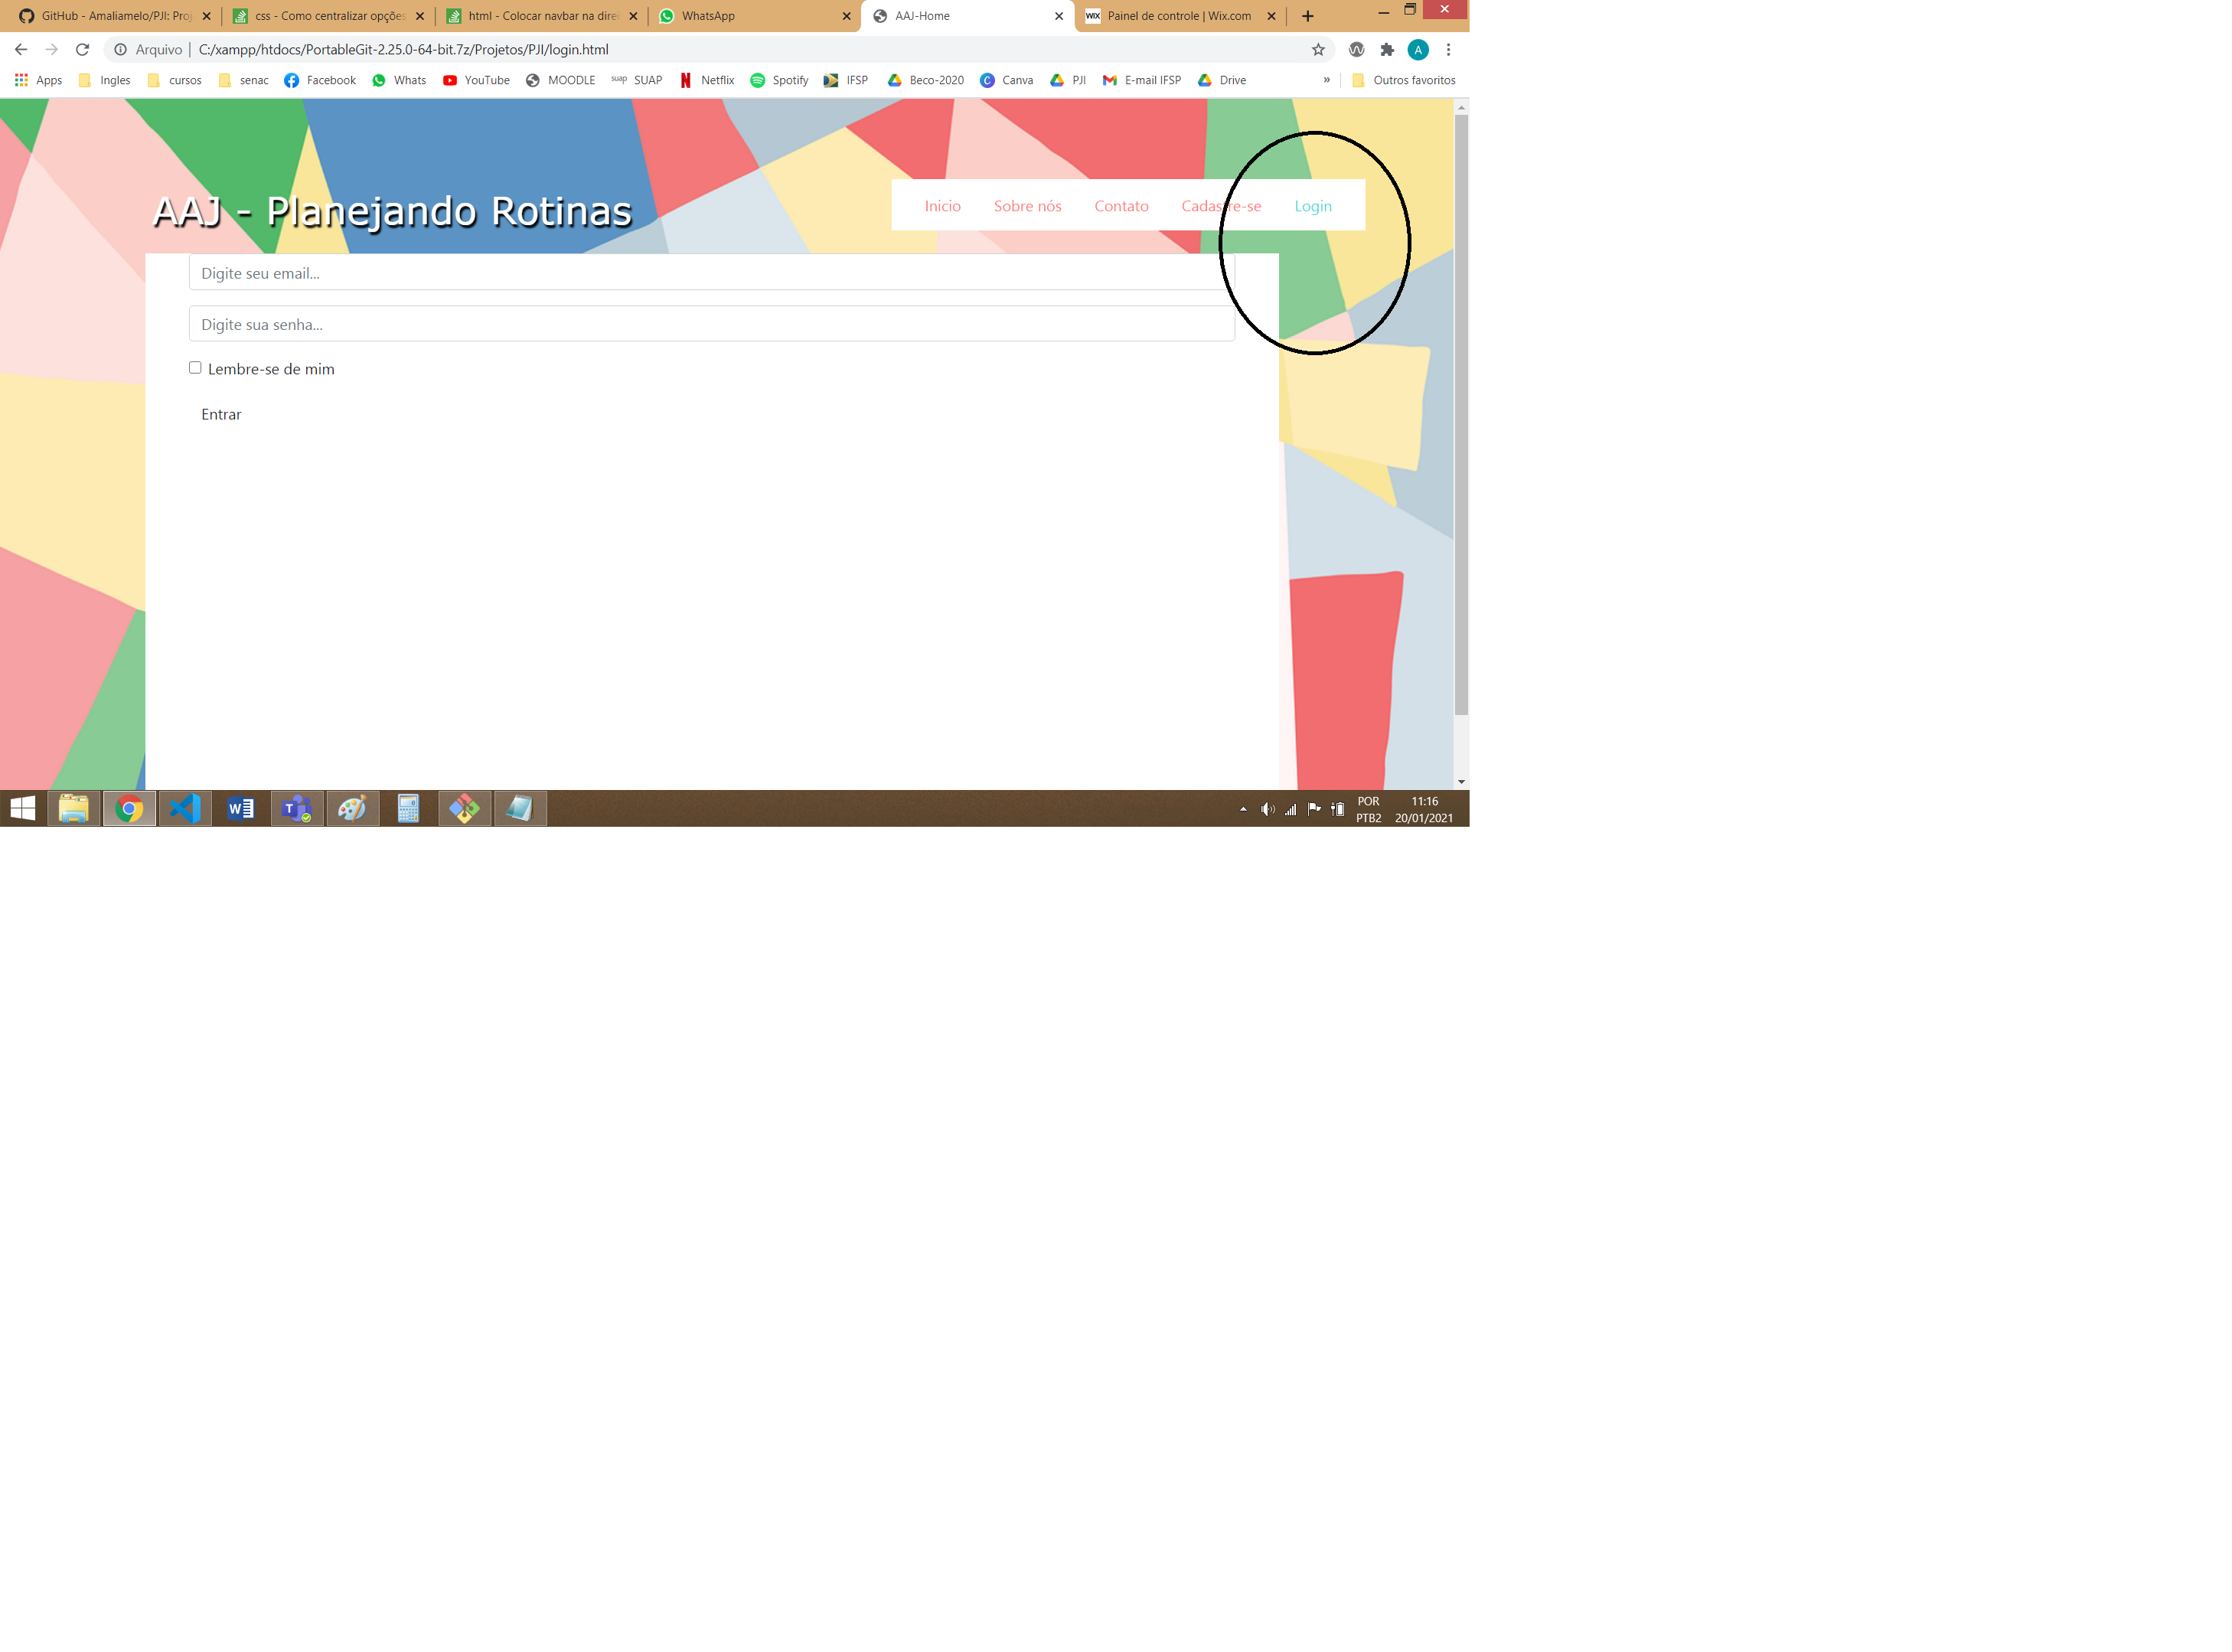 GitHub - Amaliamelo/PJI: Proj
css - Como centralizar opções
html - Colocar navbar na direi
WhatsApp
AAJ-Home
WIX Painel de controle | Wix.com
Arquivo | C:/xampp/htdocs/PortableGit-2.25.0-64-bit.7z/Projetos/PJI/login.html
A
Apps Ingles cursos senac Facebook Whats YouTube MOODLE suap SUAP Netflix Spotify IFSP Beco-2020 Canva PJI E-mail IFSP Drive » Outros favoritos
AAJ - Planejando Rotinas
Inicio Sobre nós Contato Cadastre-se Login
Digite seu email...
Digite sua senha...
Lembre-se de mim
Entrar
POR 11:16
PTB2 20/01/2021